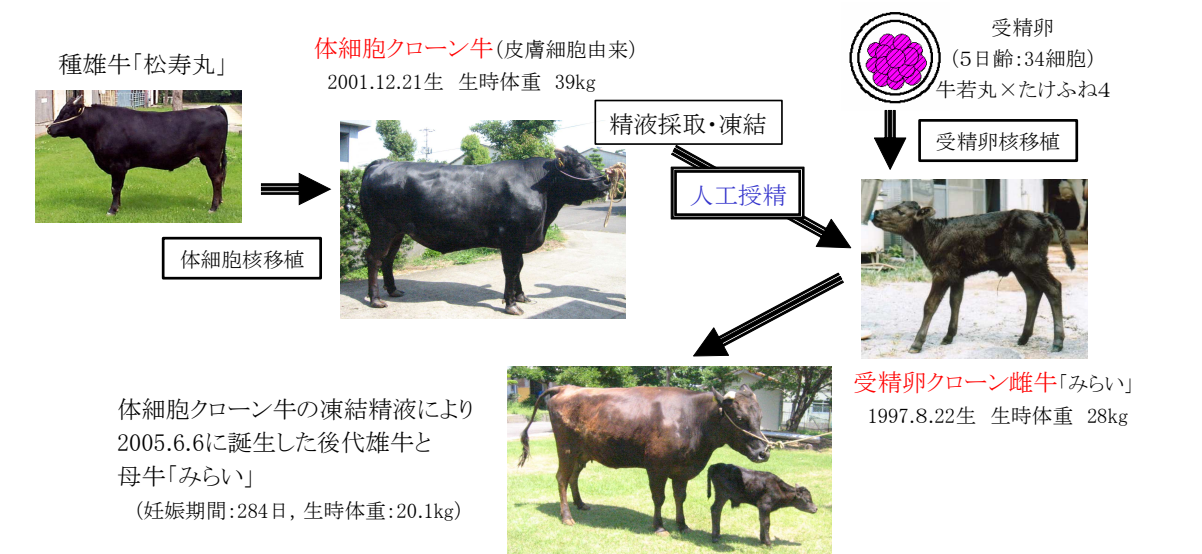 種雄牛「松寿丸」
体細胞クローン牛(皮膚細胞由来)
2001.12.21生 生時体重 39kg
受精卵
(5日齢:34細胞)
牛若丸×たけふね4
精液採取・凍結
受精卵核移植
人工授精
体細胞核移植
受精卵クローン雌牛「みらい」
1997.8.22生 生時体重 28kg
体細胞クローン牛の凍結精液により
2005.6.6に誕生した後代雄牛と
母牛「みらい」
(妊娠期間:284日, 生時体重:20.1kg)